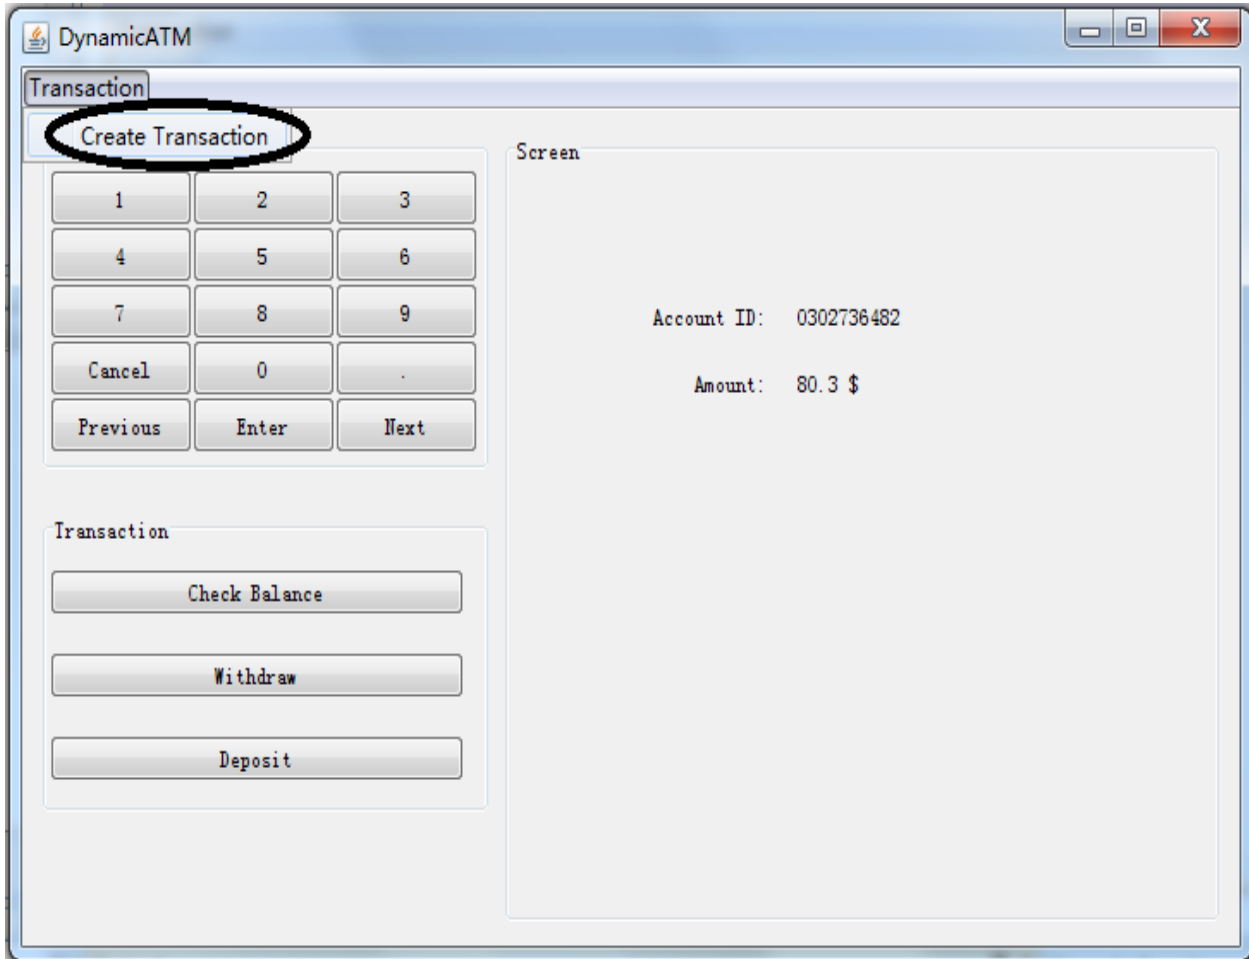 DynamicATM
Transaction
Create Transaction
1 2 3
4 5 6
7 8 9
Cancel 0 .
Previous Enter Next
Transaction
Check Balance
Withdraw
Deposit
Screen
Account ID: 0302736482
Amount: 80.3 $